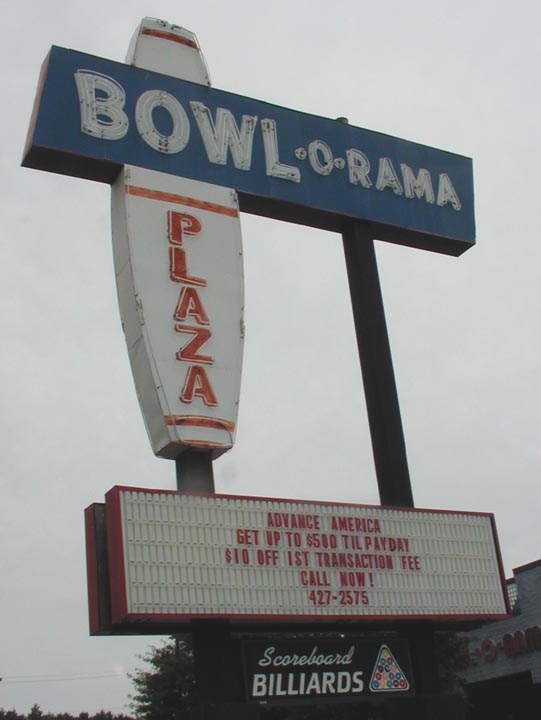 BOWL-O-RAMA
PLAZA
ADVANCE AMERICA
GET UP TO $500 TIL PAYDAY
$10 OFF 1ST TRANSACTION FEE
CALL NOW!
427-2575
Scoreboard
BILLIARDS